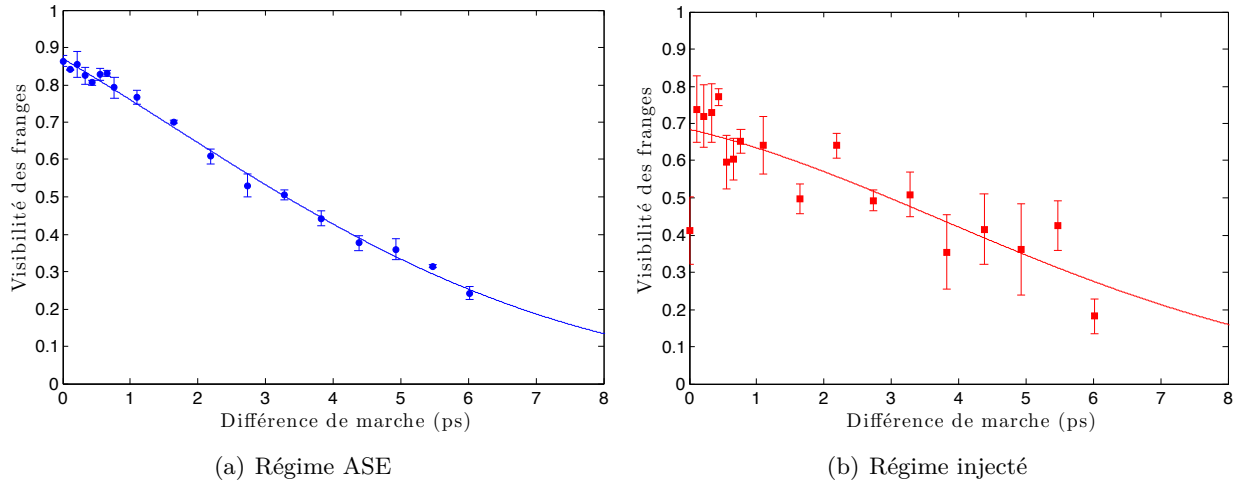 1
0.9
0.8
0.7
0.6
0.5
0.4
0.3
0.2
0.1
0
Visibilité des franges
0 1 2 3 4 5 6 7 8
Différence de marche (ps)
(a) Régime ASE
1
0.9
0.8
0.7
0.6
0.5
0.4
0.3
0.2
0.1
0
Visibilité des franges
0 1 2 3 4 5 6 7 8
Différence de marche (ps)
(b) Régime injecté